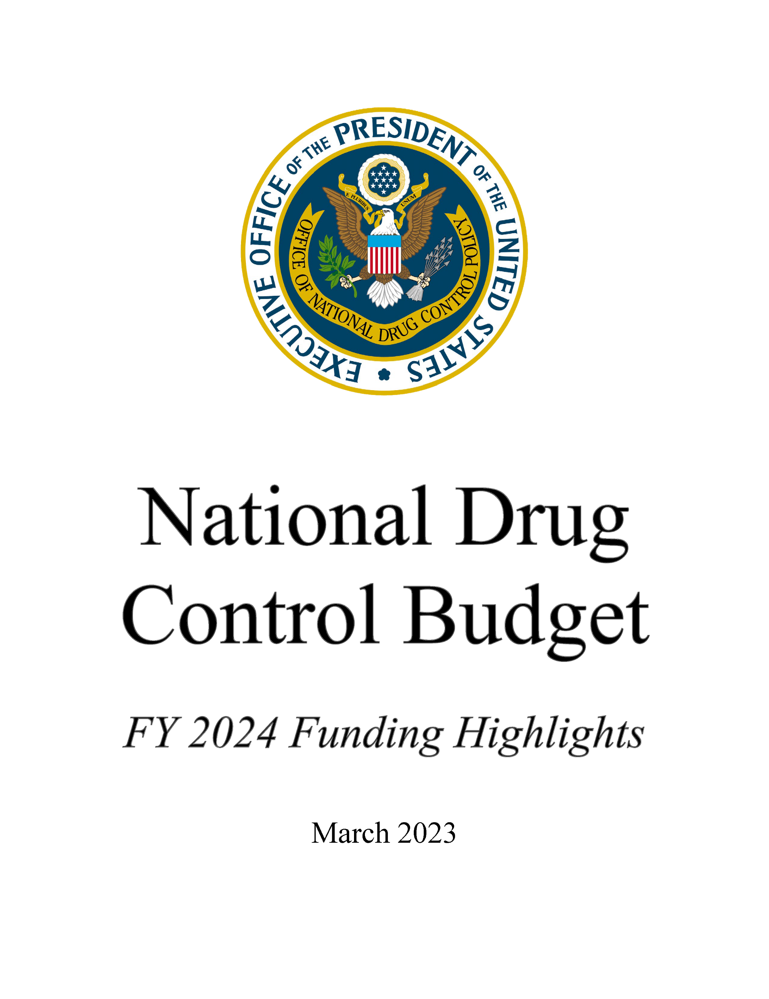 EXECUTIVE OFFICE OF THE PRESIDENT OF THE UNITED STATES
E PLURIBUS UNUM
OFFICE OF NATIONAL DRUG CONTROL POLICY
National Drug
Control Budget
FY 2024 Funding Highlights
March 2023